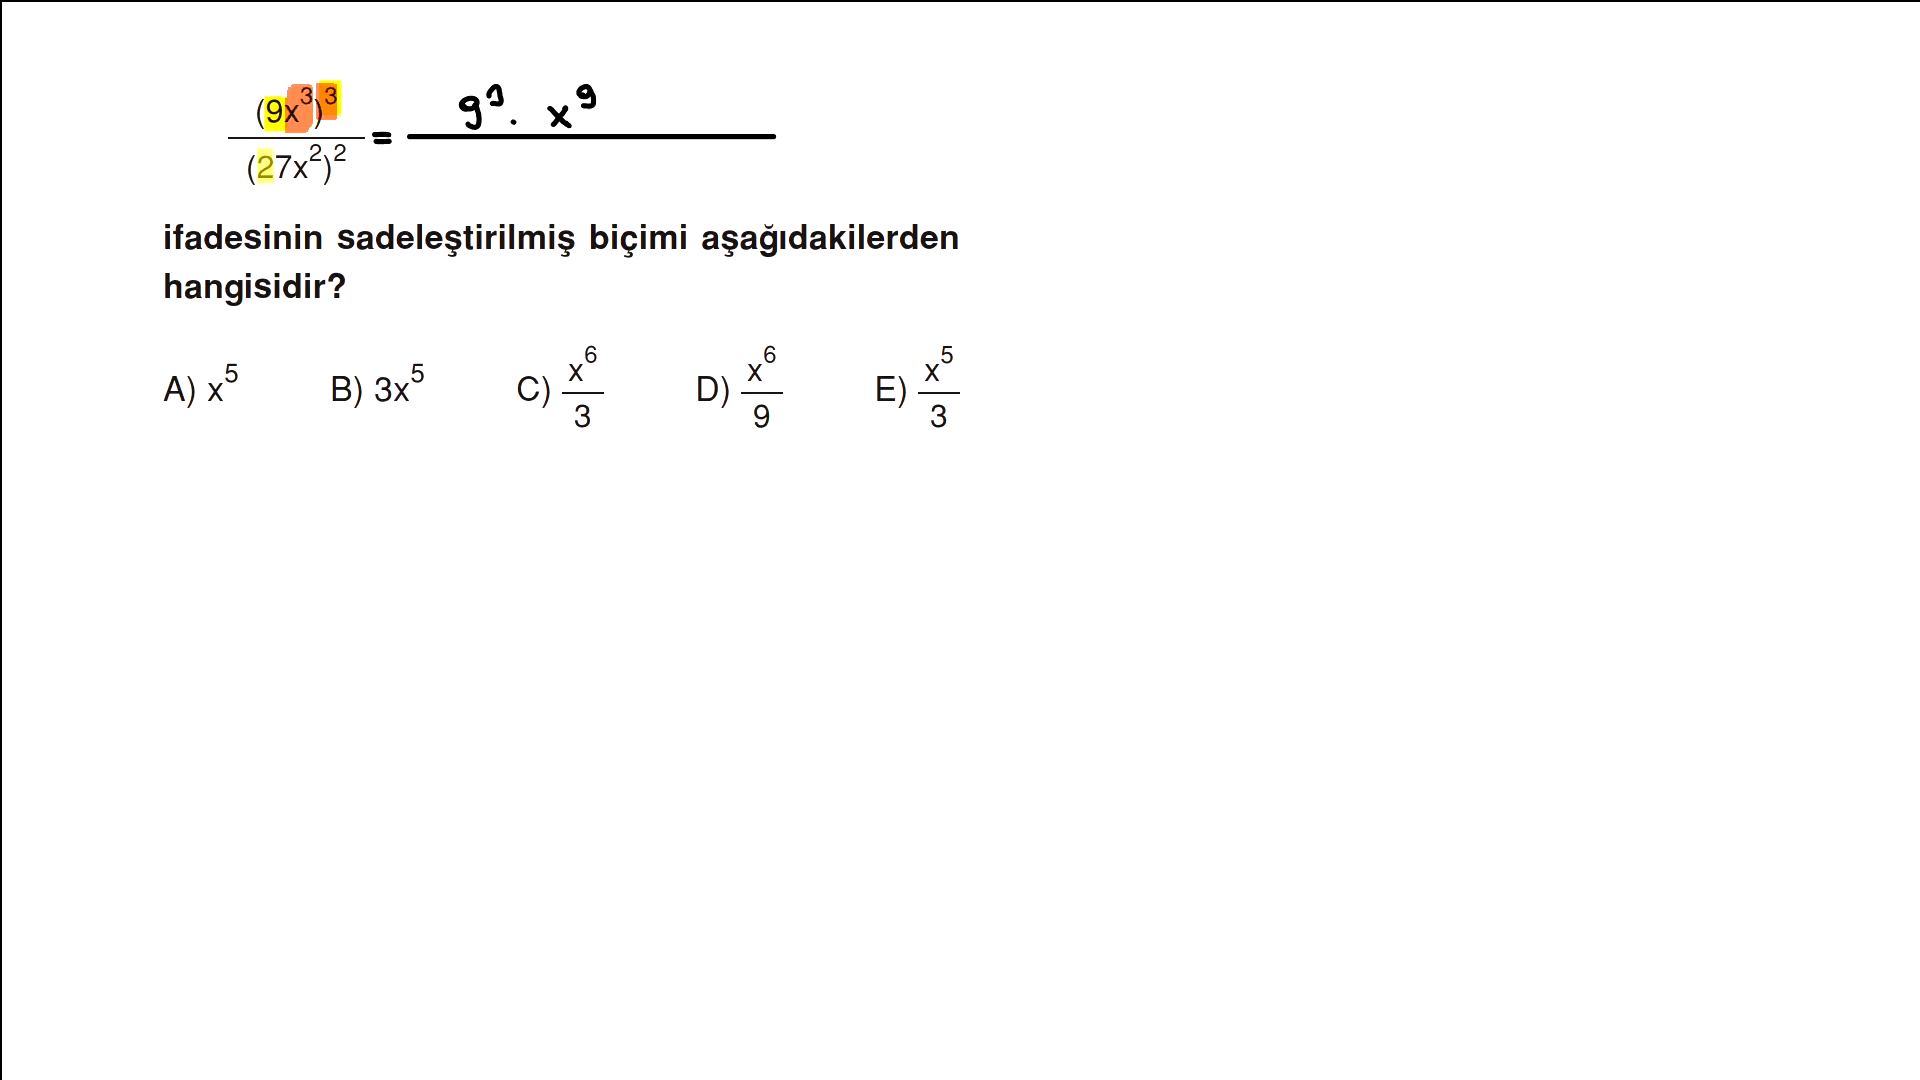 (9x³)³ / (27x²)² = 9³ · x⁹
ifadesinin sadeleştirilmiş biçimi aşağıdakilerden
hangisidir?
A) x⁵ B) 3x⁵ C) x⁶/3 D) x⁶/9 E) x⁵/3